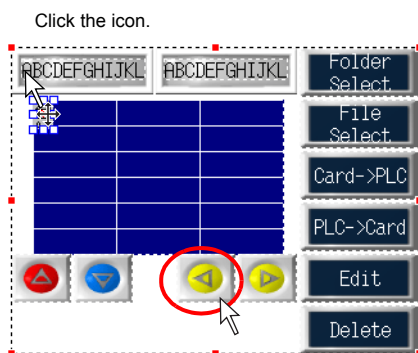 Click the icon.
ABCDEFGHIJKL ABCDEFGHIJKL
Folder
Select
File
Select
Card->PLC
PLC->Card
Edit
Delete